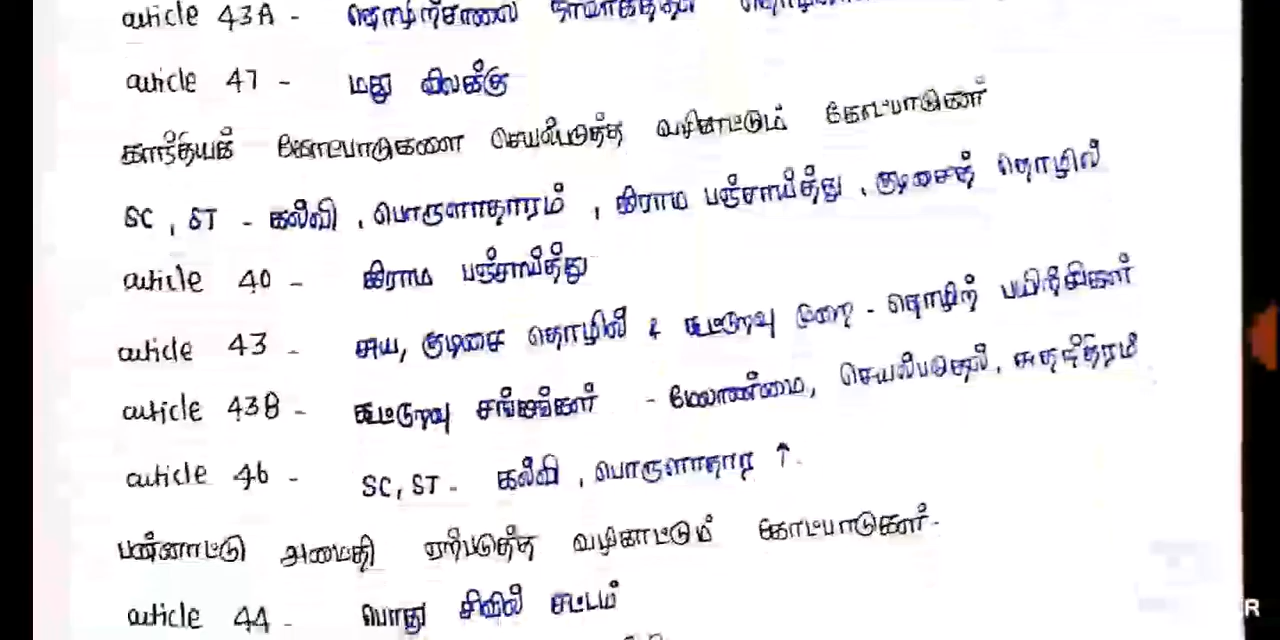 article 43A - தொழிற்சாலை
article 47 - மது விலக்கு
காந்தியக் கோட்பாடுகளை செயல்படுத்த வழிகாட்டும் கோட்பாடுகள்
SC, ST - கல்வி, பொருளாதாரம், கிராம பஞ்சாயத்து, குடிசைத் தொழில்
article 40 - கிராம பஞ்சாயத்து
article 43 - சுய, குடிசை தொழில் & கூட்டுறவு முறை - தொழிற் பயிற்சிகள்
article 43B - கூட்டுறவு சங்கங்கள் - மேலாண்மை, செயல்படுதல், சுதந்திரம்
article 46 - SC, ST - கல்வி, பொருளாதார ↑.
பன்னாட்டு அமைதி ஏற்படுத்த வழிகாட்டும் கோட்பாடுகள்.
article 44 - பொது சிவில் சட்டம்
R